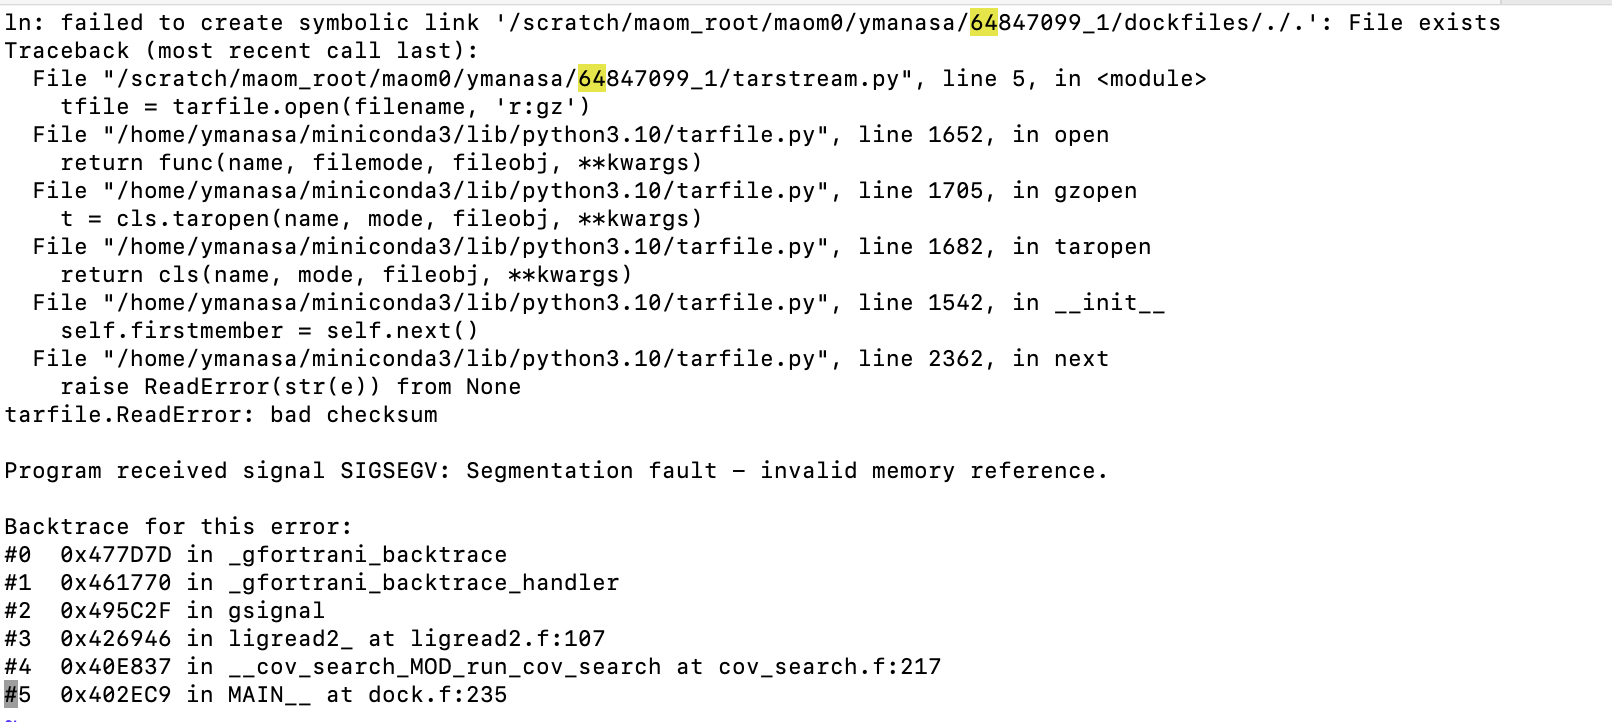 ln: failed to create symbolic link '/scratch/maom_root/maom0/ymanasa/64847099_1/dockfiles/./.': File exists
Traceback (most recent call last):
  File "/scratch/maom_root/maom0/ymanasa/64847099_1/tarstream.py", line 5, in <module>
    tfile = tarfile.open(filename, 'r:gz')
  File "/home/ymanasa/miniconda3/lib/python3.10/tarfile.py", line 1652, in open
    return func(name, filemode, fileobj, **kwargs)
  File "/home/ymanasa/miniconda3/lib/python3.10/tarfile.py", line 1705, in gzopen
    t = cls.taropen(name, mode, fileobj, **kwargs)
  File "/home/ymanasa/miniconda3/lib/python3.10/tarfile.py", line 1682, in taropen
    return cls(name, mode, fileobj, **kwargs)
  File "/home/ymanasa/miniconda3/lib/python3.10/tarfile.py", line 1542, in __init__
    self.firstmember = self.next()
  File "/home/ymanasa/miniconda3/lib/python3.10/tarfile.py", line 2362, in next
    raise ReadError(str(e)) from None
tarfile.ReadError: bad checksum

Program received signal SIGSEGV: Segmentation fault – invalid memory reference.

Backtrace for this error:
#0  0x477D7D in _gfortrani_backtrace
#1  0x461770 in _gfortrani_backtrace_handler
#2  0x495C2F in gsignal
#3  0x426946 in ligread2_ at ligread2.f:107
#4  0x40E837 in __cov_search_MOD_run_cov_search at cov_search.f:217
#5  0x402EC9 in MAIN__ at dock.f:235